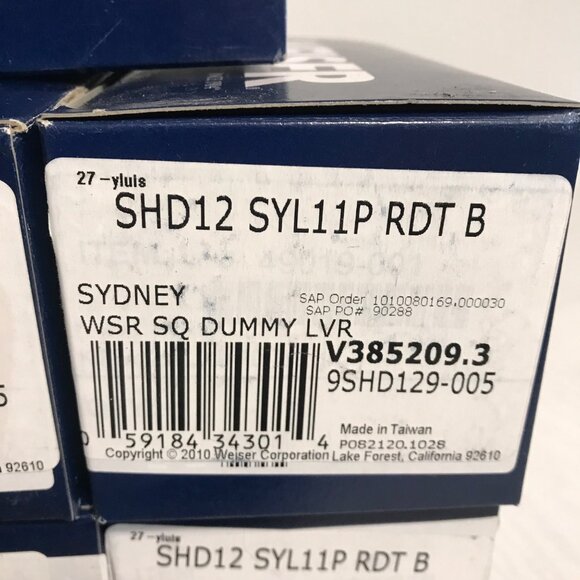 27 -yluis
SHD12 SYL11P RDT B
SYDNEY
SAP Order 1010080169.000030
SAP PO# 90288
WSR SQ DUMMY LVR
V385209.3
9SHD129-005
0 59184 34301 4
Made in Taiwan
P082120.1028
Copyright © 2010 Weiser Corporation Lake Forest, California 92610
5
92610
27 -yluis
SHD12 SYL11P RDT B